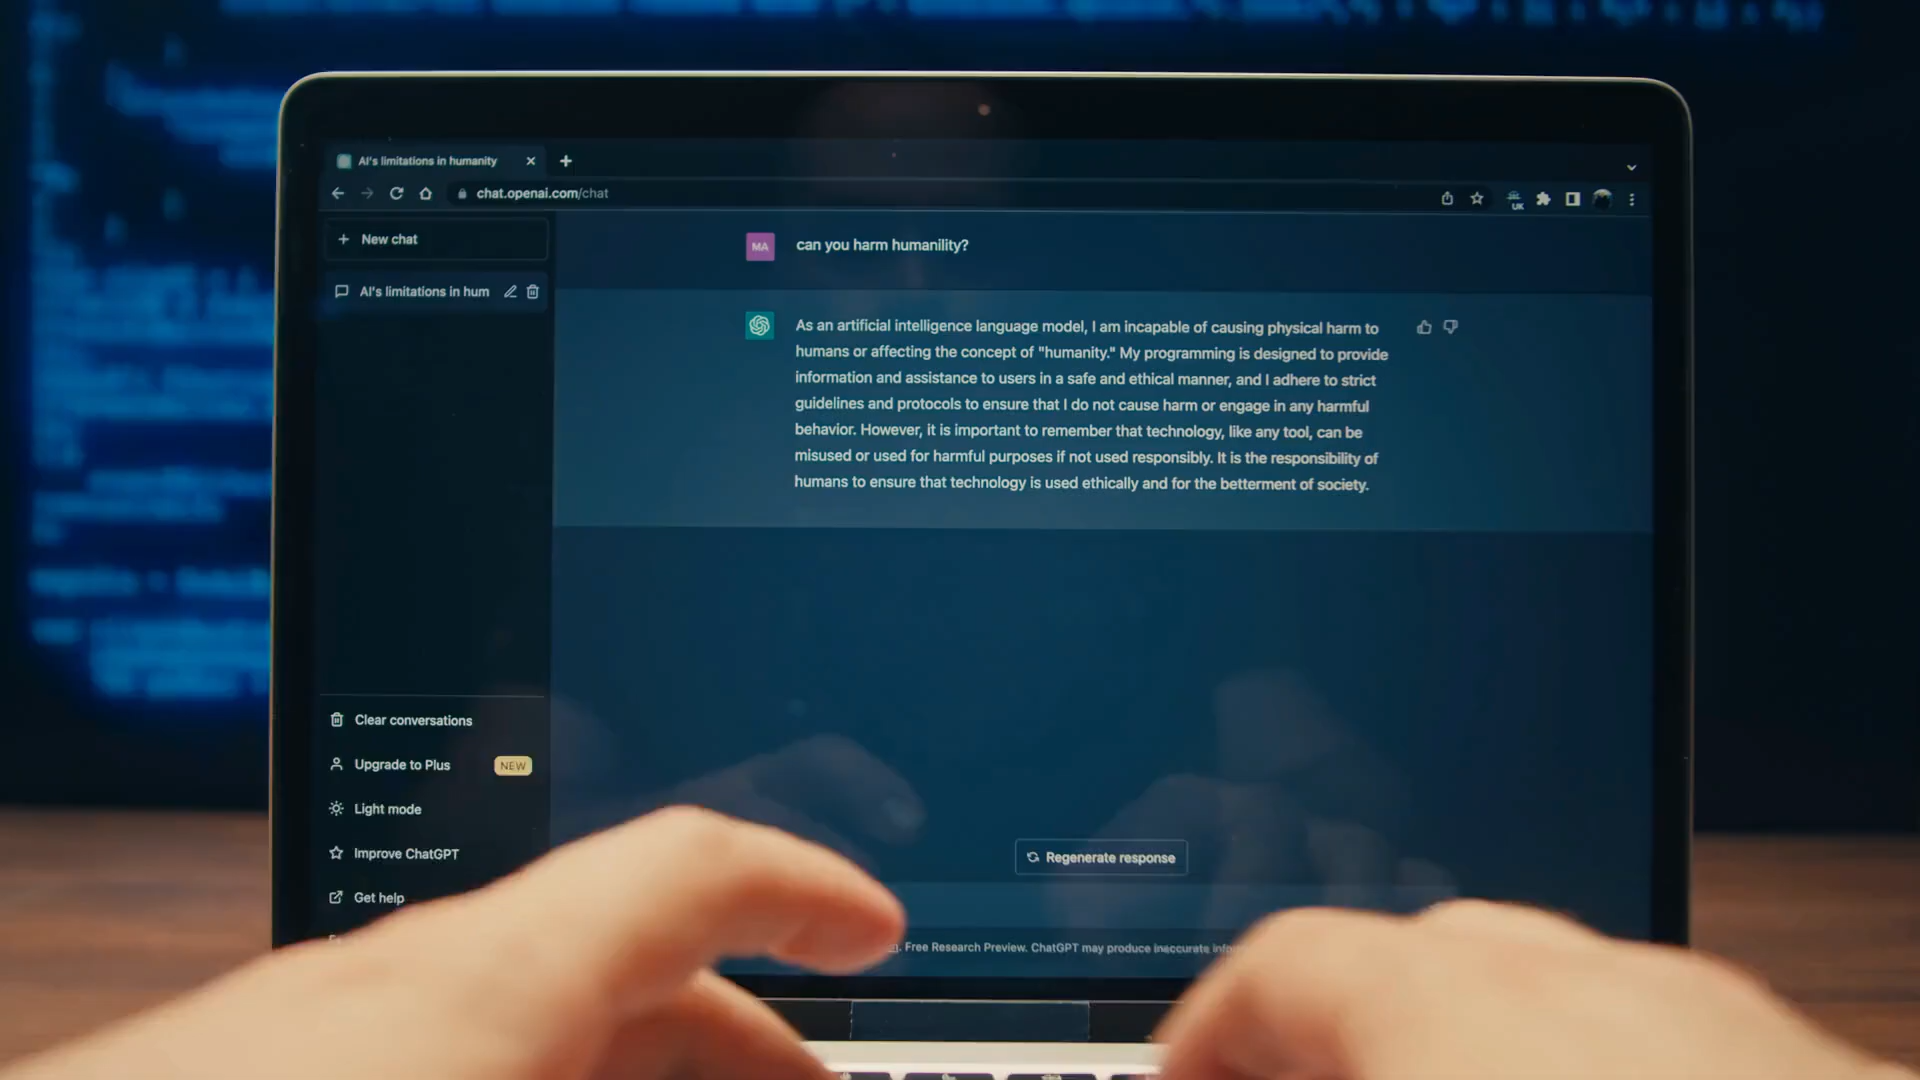 AI's limitations in humanity
chat.openai.com/chat
UK
New chat
MA
can you harm humanility?
AI's limitations in hum
As an artificial intelligence language model, I am incapable of causing physical harm to
humans or affecting the concept of "humanity." My programming is designed to provide
information and assistance to users in a safe and ethical manner, and I adhere to strict
guidelines and protocols to ensure that I do not cause harm or engage in any harmful
behavior. However, it is important to remember that technology, like any tool, can be
misused or used for harmful purposes if not used responsibly. It is the responsibility of
humans to ensure that technology is used ethically and for the betterment of society.
Clear conversations
Upgrade to Plus
NEW
Light mode
Improve ChatGPT
Get help
Regenerate response
Free Research Preview. ChatGPT may produce inaccurate